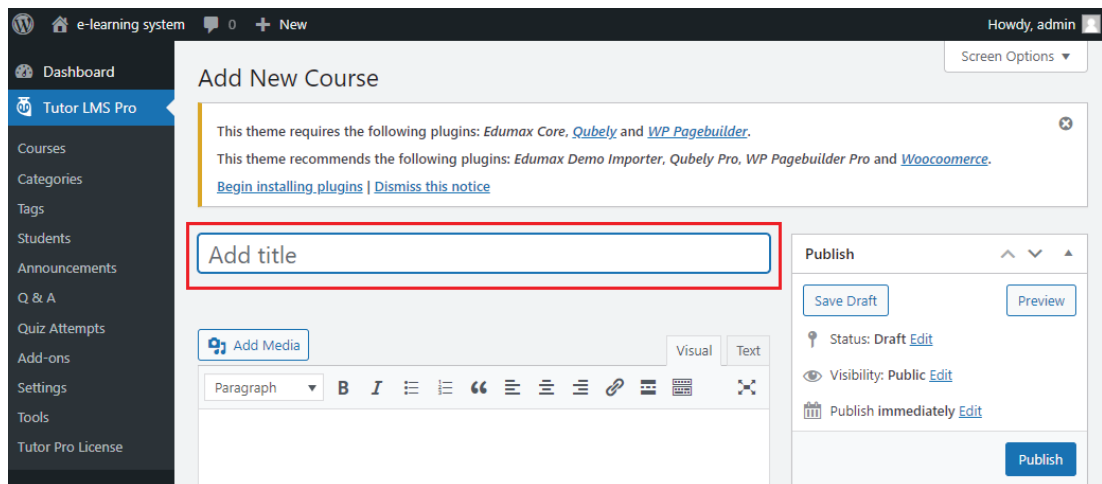 e-learning system 0 + New Howdy, admin
Screen Options ▼
Dashboard
Tutor LMS Pro
Courses
Categories
Tags
Students
Announcements
Q & A
Quiz Attempts
Add-ons
Settings
Tools
Tutor Pro License
Add New Course
This theme requires the following plugins: Edumax Core, Qubely and WP Pagebuilder.
This theme recommends the following plugins: Edumax Demo Importer, Qubely Pro, WP Pagebuilder Pro and Woocoomerce.
Begin installing plugins | Dismiss this notice
Add title
Add Media
Visual Text
Paragraph ▼ B I
Publish
Save Draft Preview
Status: Draft Edit
Visibility: Public Edit
Publish immediately Edit
Publish